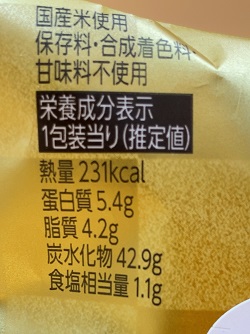 国産米使用
保存料・合成着色料
甘味料不使用
栄養成分表示
1包装当り(推定値)
熱量 231kcal
蛋白質 5.4g
脂質 4.2g
炭水化物 42.9g
食塩相当量 1.1g